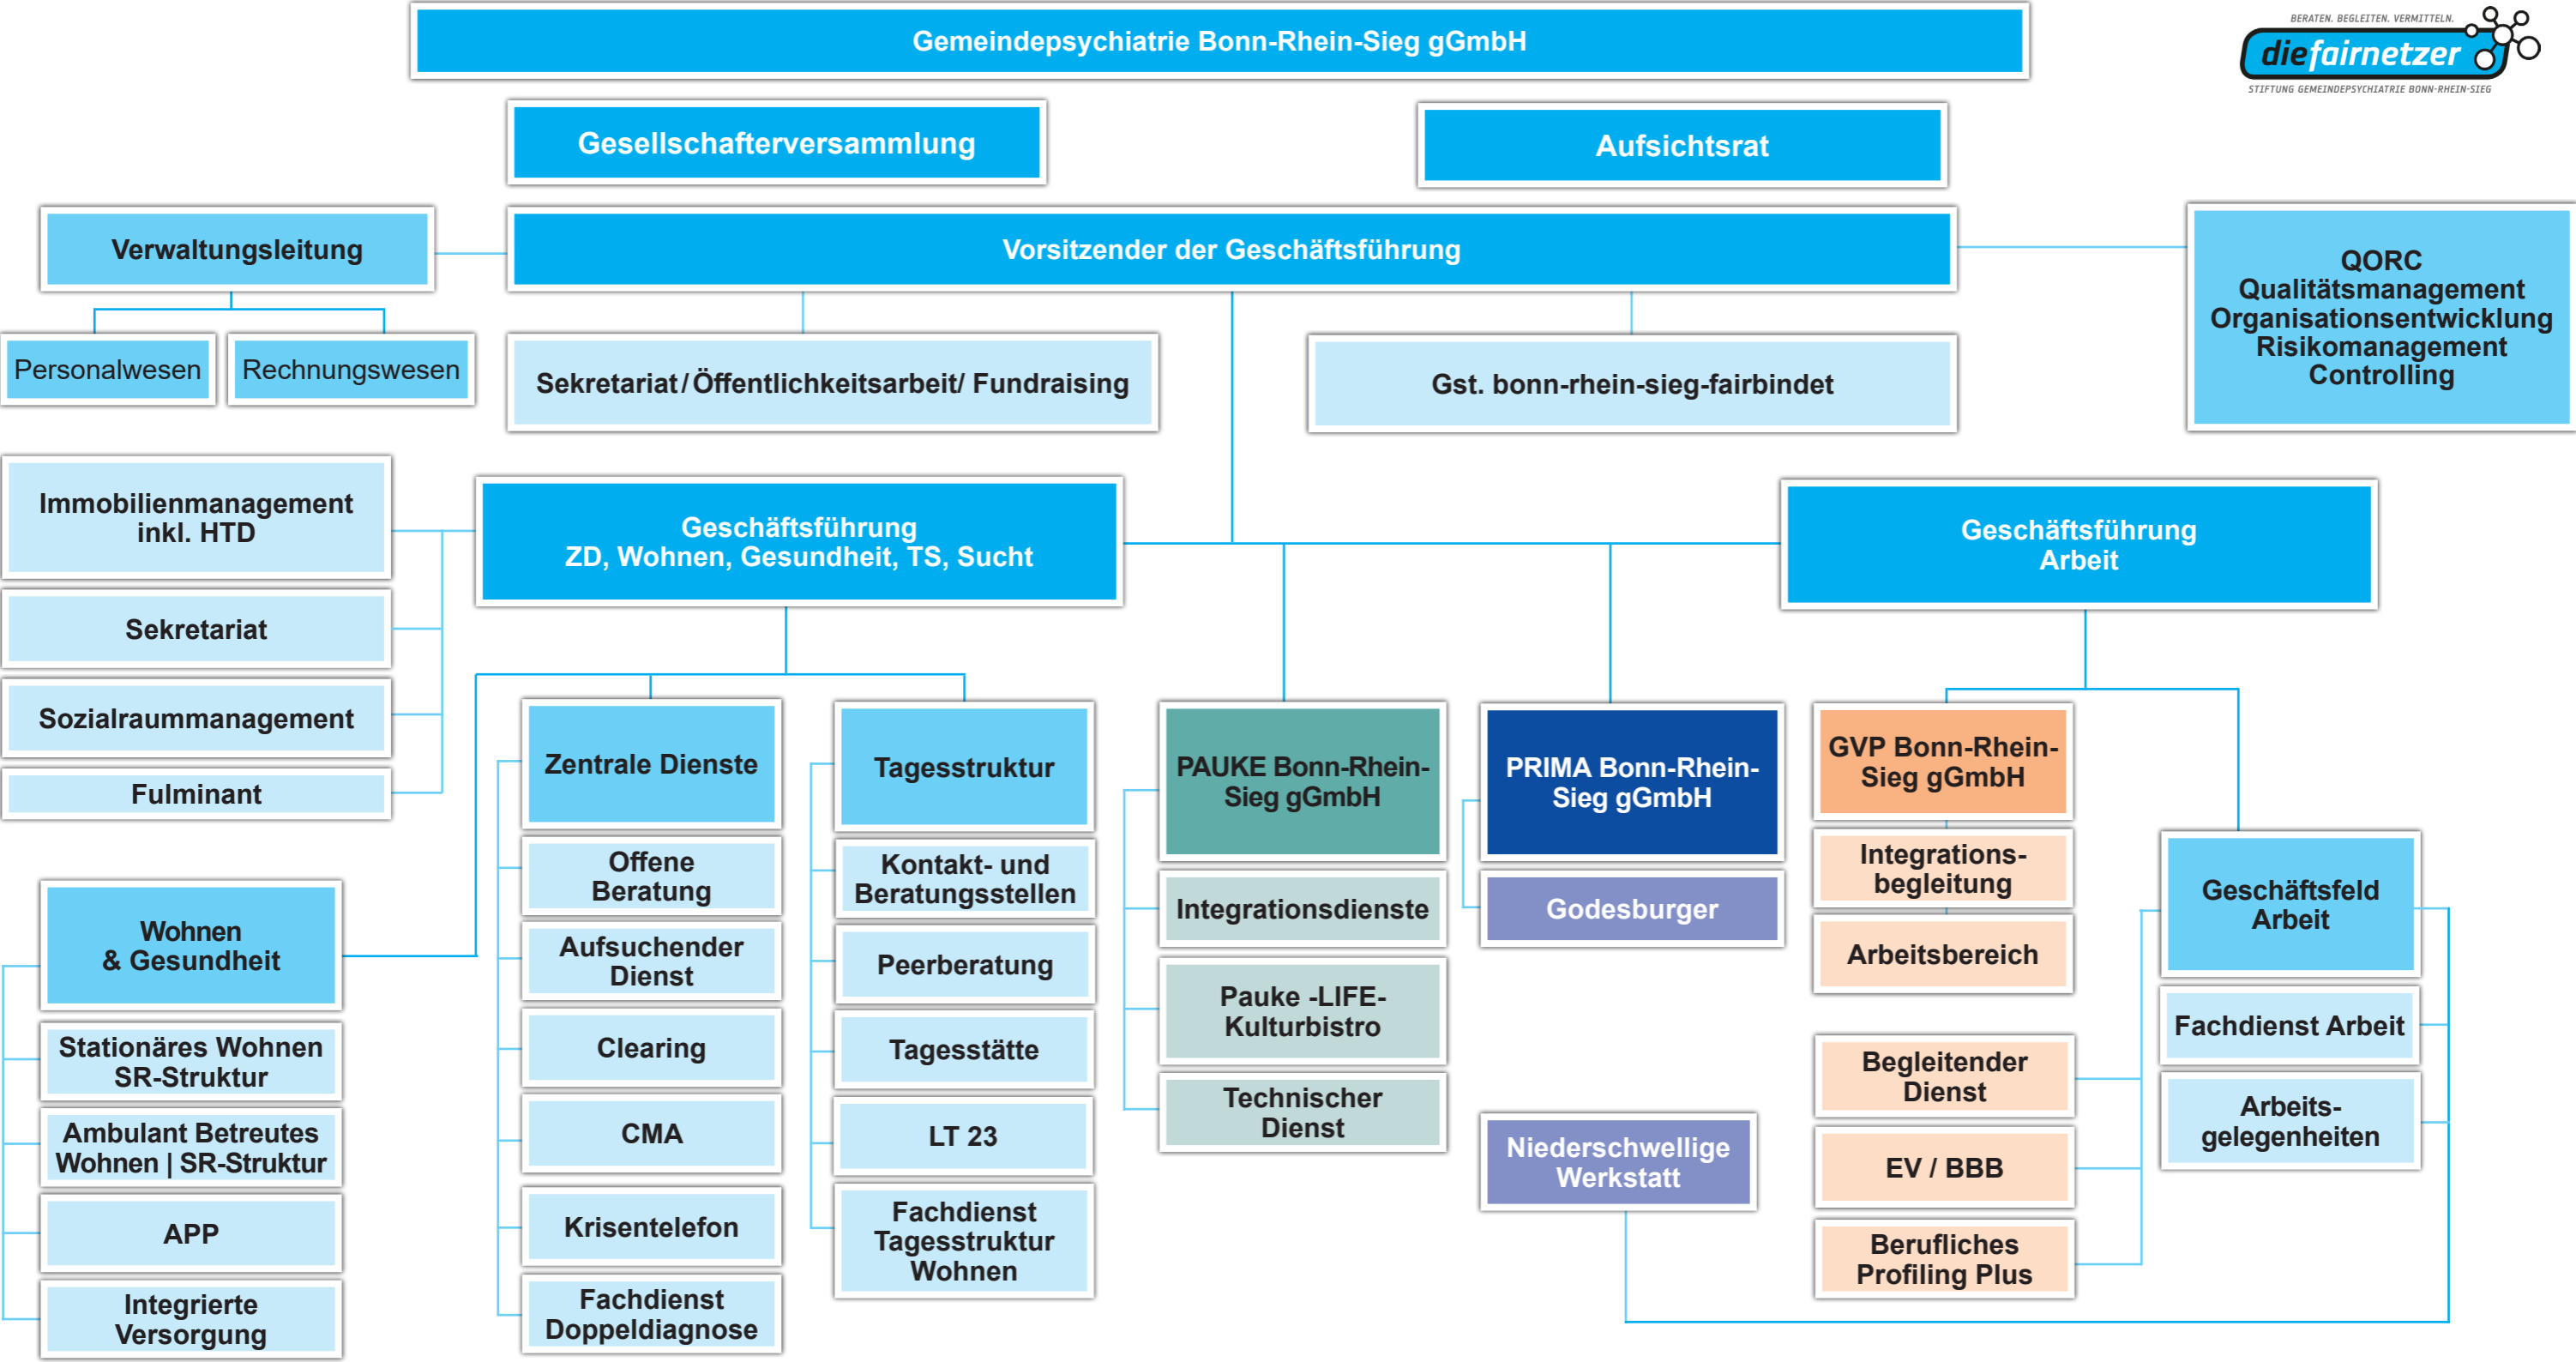 BERATEN. BEGLEITEN. VERMITTELN.
diefairnetzer
STIFTUNG GEMEINDEPSYCHIATRIE BONN-RHEIN-SIEG
Gemeindepsychiatrie Bonn-Rhein-Sieg gGmbH
Gesellschafterversammlung
Aufsichtsrat
Verwaltungsleitung
Vorsitzender der Geschäftsführung
QORC
Qualitätsmanagement
Organisationsentwicklung
Risikomanagement
Controlling
Personalwesen
Rechnungswesen
Sekretariat/Öffentlichkeitsarbeit/ Fundraising
Gst. bonn-rhein-sieg-fairbindet
Immobilienmanagement
inkl. HTD
Sekretariat
Sozialraummanagement
Fulminant
Geschäftsführung
ZD, Wohnen, Gesundheit, TS, Sucht
Geschäftsführung
Arbeit
Wohnen
& Gesundheit
Stationäres Wohnen
SR-Struktur
Ambulant Betreutes
Wohnen | SR-Struktur
APP
Integrierte
Versorgung
Zentrale Dienste
Offene
Beratung
Aufsuchender
Dienst
Clearing
CMA
Krisentelefon
Fachdienst
Doppeldiagnose
Tagesstruktur
Kontakt- und
Beratungsstellen
Peerberatung
Tagesstätte
LT 23
Fachdienst
Tagesstruktur
Wohnen
PAUKE Bonn-Rhein-
Sieg gGmbH
Integrationsdienste
Pauke -LIFE-
Kulturbistro
Technischer
Dienst
PRIMA Bonn-Rhein-
Sieg gGmbH
Godesburger
Niederschwellige
Werkstatt
GVP Bonn-Rhein-
Sieg gGmbH
Integrations-
begleitung
Arbeitsbereich
Begleitender
Dienst
EV / BBB
Berufliches
Profiling Plus
Geschäftsfeld
Arbeit
Fachdienst Arbeit
Arbeits-
gelegenheiten